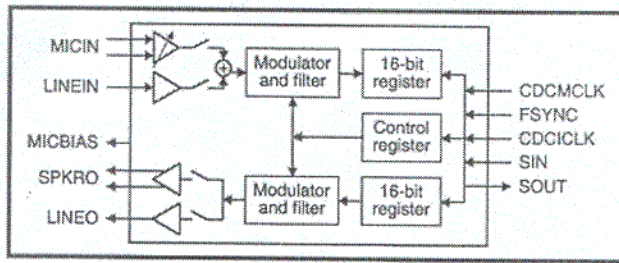 MICIN
LINEIN
MICBIAS
SPKRO
LINEO
Modulator
and filter
16-bit
register
Control
register
Modulator
and filter
16-bit
register
CDCMCLK
FSYNC
CDCICLK
SIN
SOUT